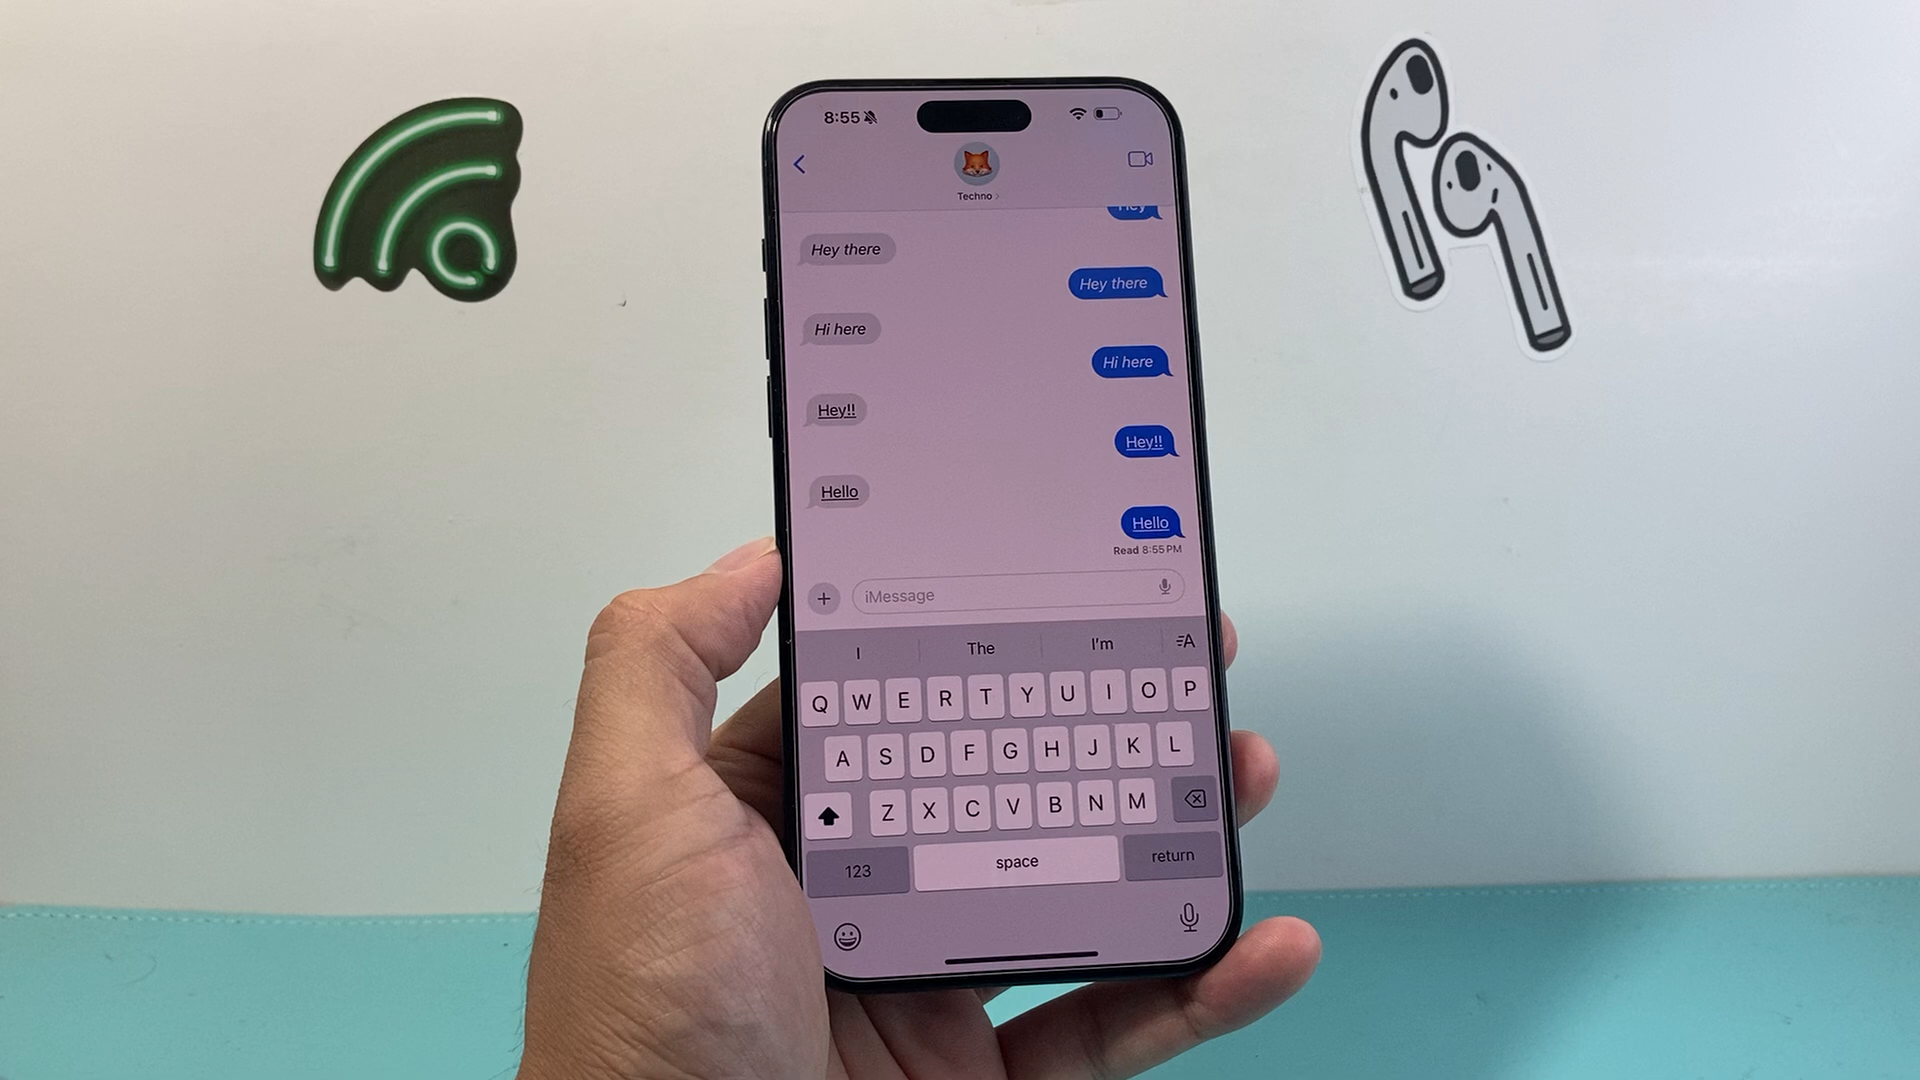 8:55
Techno
Hey
Hey there
Hey there
Hi here
Hi here
Hey!!
Hey!!
Hello
Hello
Read 8:55 PM
iMessage
I The I'm A
Q W E R T Y U I O P
A S D F G H J K L
Z X C V B N M
123 space return